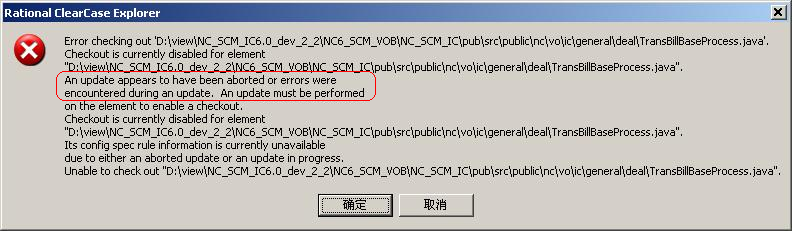 Rational ClearCase Explorer
Error checking out 'D:\view\NC_SCM_IC6.0_dev_2_2\NC6_SCM_VOB\NC_SCM_IC\pub\src\public\nc\vo\ic\general\deal\TransBillBaseProcess.java'.
Checkout is currently disabled for element
"D:\view\NC_SCM_IC6.0_dev_2_2\NC6_SCM_VOB\NC_SCM_IC\pub\src\public\nc\vo\ic\general\deal\TransBillBaseProcess.java".
An update appears to have been aborted or errors were
encountered during an update.  An update must be performed
on the element to enable a checkout.
Checkout is currently disabled for element
"D:\view\NC_SCM_IC6.0_dev_2_2\NC6_SCM_VOB\NC_SCM_IC\pub\src\public\nc\vo\ic\general\deal\TransBillBaseProcess.java".
Its config spec rule information is currently unavailable
due to either an aborted update or an update in progress.
Unable to check out "D:\view\NC_SCM_IC6.0_dev_2_2\NC6_SCM_VOB\NC_SCM_IC\pub\src\public\nc\vo\ic\general\deal\TransBillBaseProcess.java".
确定 取消